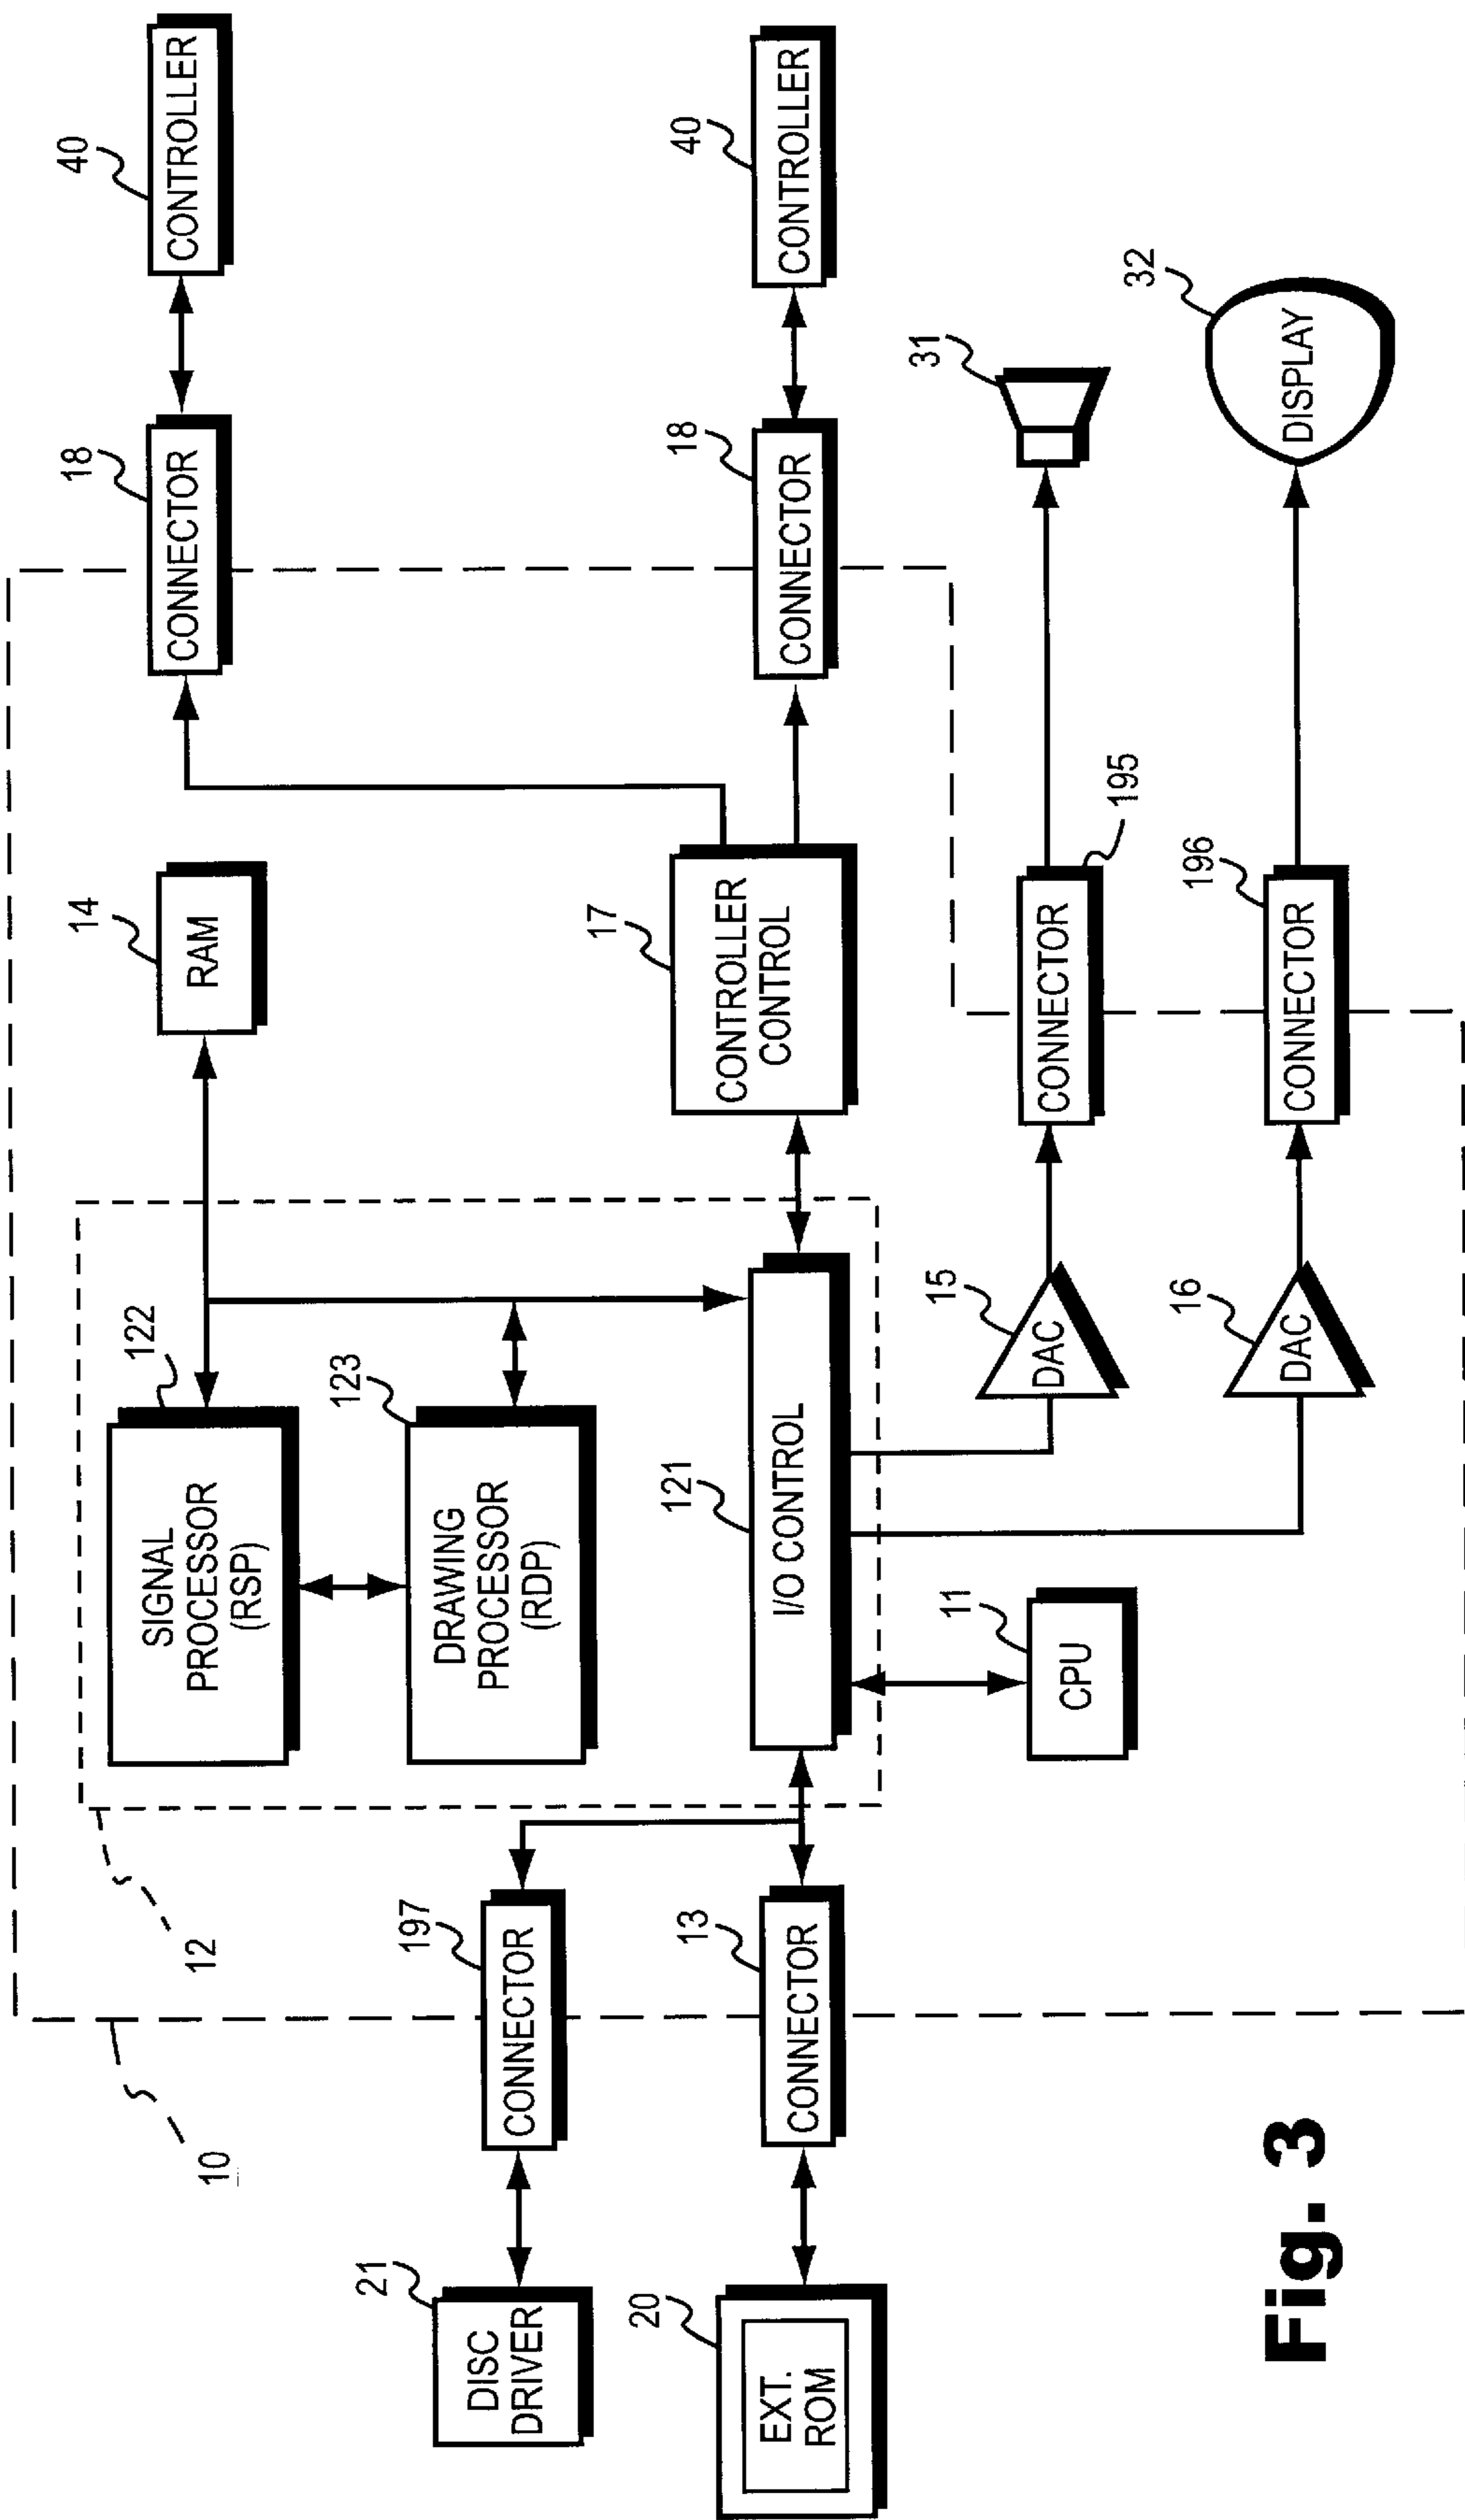 10
12
DISC
DRIVER
21
CONNECTOR
197
EXT.
ROM
20
CONNECTOR
13
SIGNAL
PROCESSOR
(RSP)
122
DRAWING
PROCESSOR
(RDP)
123
I/O CONTROL
121
CPU
11
RAM
14
CONTROLLER
CONTROL
17
CONNECTOR
18
CONTROLLER
40
CONNECTOR
18
CONTROLLER
40
DAC
15
CONNECTOR
195
31
DAC
16
CONNECTOR
196
DISPLAY
32
Fig. 3